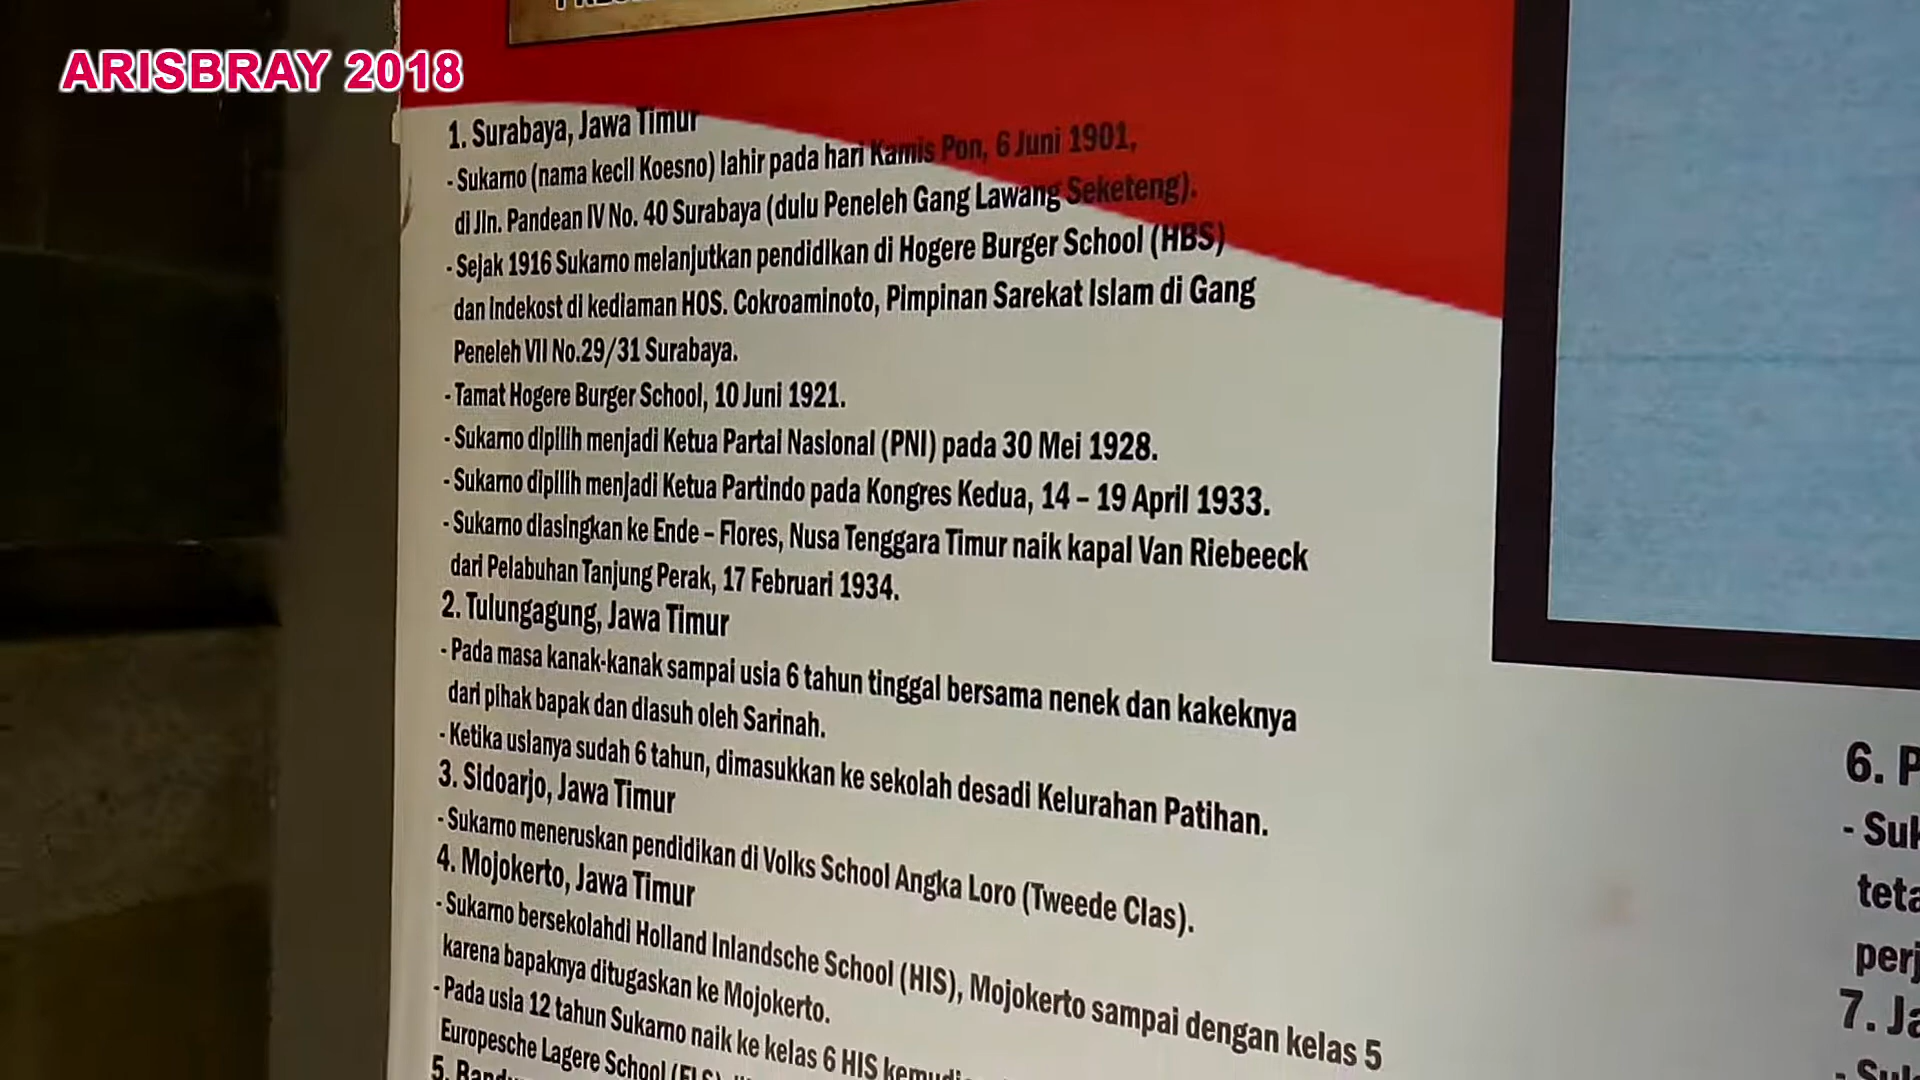 ARISBRAY 2018
1. Surabaya, Jawa Timur
- Sukarno (nama kecil Koesno) lahir pada hari Kamis Pon, 6 Juni 1901,
di Jln. Pandean IV No. 40 Surabaya (dulu Peneleh Gang Lawang Seketeng).
- Sejak 1916 Sukarno melanjutkan pendidikan di Hogere Burger School (HBS)
dan Indekost di kediaman HOS. Cokroaminoto, Pimpinan Sarekat Islam di Gang
Peneleh VII No.29/31 Surabaya.
- Tamat Hogere Burger School, 10 Juni 1921.
- Sukarno dipilih menjadi Ketua Partai Nasional (PNI) pada 30 Mei 1928.
- Sukarno dipilih menjadi Ketua Partindo pada Kongres Kedua, 14 – 19 April 1933.
- Sukarno diasingkan ke Ende – Flores, Nusa Tenggara Timur naik kapal Van Riebeeck
dari Pelabuhan Tanjung Perak, 17 Februari 1934.
2. Tulungagung, Jawa Timur
- Pada masa kanak-kanak sampai usia 6 tahun tinggal bersama nenek dan kakeknya
dari pihak bapak dan diasuh oleh Sarinah.
- Ketika usianya sudah 6 tahun, dimasukkan ke sekolah desadi Kelurahan Patihan.
3. Sidoarjo, Jawa Timur
- Sukarno meneruskan pendidikan di Volks School Angka Loro (Tweede Clas).
4. Mojokerto, Jawa Timur
- Sukarno bersekolahdi Holland Inlandsche School (HIS), Mojokerto sampai dengan kelas 5
karena bapaknya ditugaskan ke Mojokerto.
- Pada usia 12 tahun Sukarno naik ke kelas 6 HIS
Europesche Lagere School (ELS)
5.
6. P
- Suk
teta
perj
7. Ja